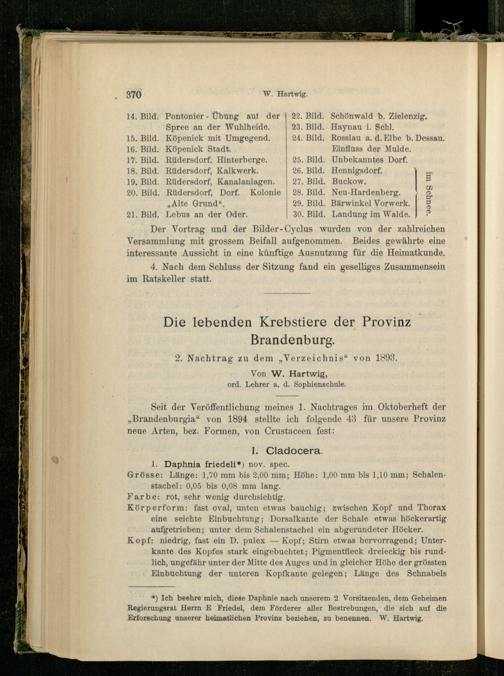 370
W. Hartwig.
14. Bild. Pontonier-Übung auf der
Spree an der Wuhlheide.
15. Bild. Köpenick mit Umgegend.
16. Bild. Köpenick Stadt.
17. Bild. Rüdersdorf, Hinterberge.
18. Bild. Rüdersdorf, Kalkwerk.
19. Bild. Rüdersdorf, Kanalanlagen.
20. Bild. Rüdersdorf, Dorf. Kolonie
„Alte Grund“.
21. Bild. Lebus an der Oder.
22. Bild. Schönwald b. Zielenzig.
23. Bild. Haynau i. Schl.
24. Bild. Rosslau a. d. Elbe b. Dessau.
Einfluss der Mulde.
25. Bild. Unbekanntes Dorf.
26. Bild. Hennigsdorf.
27. Bild. Buckow.
28. Bild. Neu-Hardenberg.
29. Bild. Bärwinkel Vorwerk.
30. Bild. Landung im Walde.
im Schnee.
Der Vortrag und der Bilder-Cyclus wurden von der zahlreichen
Versammlung mit grossem Beifall aufgenommen. Beides gewährte eine
interessante Aussicht in eine künftige Ausnutzung für die Heimatkunde.
4. Nach dem Schluss der Sitzung fand ein geselliges Zusammensein
im Ratskeller statt.
Die lebenden Krebstiere der Provinz
Brandenburg.
2. Nachtrag zu dem „Verzeichnis“ von 1893.
Von W. Hartwig,
ord. Lehrer a. d. Sophienschule.
Seit der Veröffentlichung meines 1. Nachtrages im Oktoberheft der
„Brandenburgia“ von 1894 stellte ich folgende 43 für unsere Provinz
neue Arten, bez. Formen, von Crustaceen fest:
I. Cladocera.
1. Daphnia friedeli*) nov. spec.
Grösse: Länge: 1,70 mm bis 2,00 mm; Höhe: 1,00 mm bis 1,10 mm; Schalen-
stachel: 0,05 bis 0,08 mm lang.
Farbe: rot, sehr wenig durchsichtig.
Körperform: fast oval, unten etwas bauchig; zwischen Kopf und Thorax
eine seichte Einbuchtung; Dorsalkante der Schale etwas höckerartig
aufgetrieben; unter dem Schalenstachel ein abgerundeter Höcker.
Kopf: niedrig, fast ein D. pulex — Kopf; Stirn etwas hervorragend; Unter-
kante des Kopfes stark eingebuchtet; Pigmentfleck dreieckig bis rund-
lich, ungefähr unter der Mitte des Auges und in gleicher Höhe der grössten
Einbuchtung der unteren Kopfkante gelegen; Länge des Schnabels
*) Ich beehre mich, diese Daphnie nach unserem 2. Vorsitzenden, dem Geheimen
Regierungsrat Herrn E Friedel, dem Förderer aller Bestrebungen, die sich auf die
Erforschung unserer heimatlichen Provinz beziehen, zu benennen. W. Hartwig.